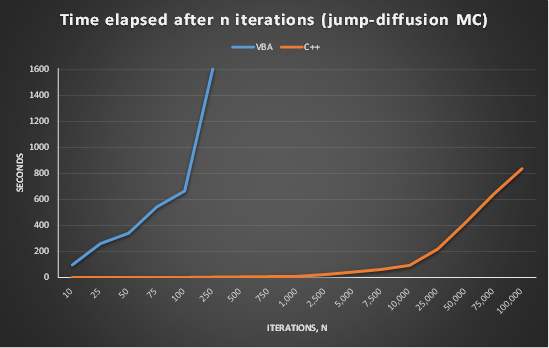 Time elapsed after n iterations (jump-diffusion MC)
VBA C++
1600
1400
1200
1000
800
600
400
200
0
SECONDS
10 25 50 75 100 250 500 750 1,000 2,500 5,000 7,500 10,000 25,000 50,000 75,000 100,000
ITERATIONS, N